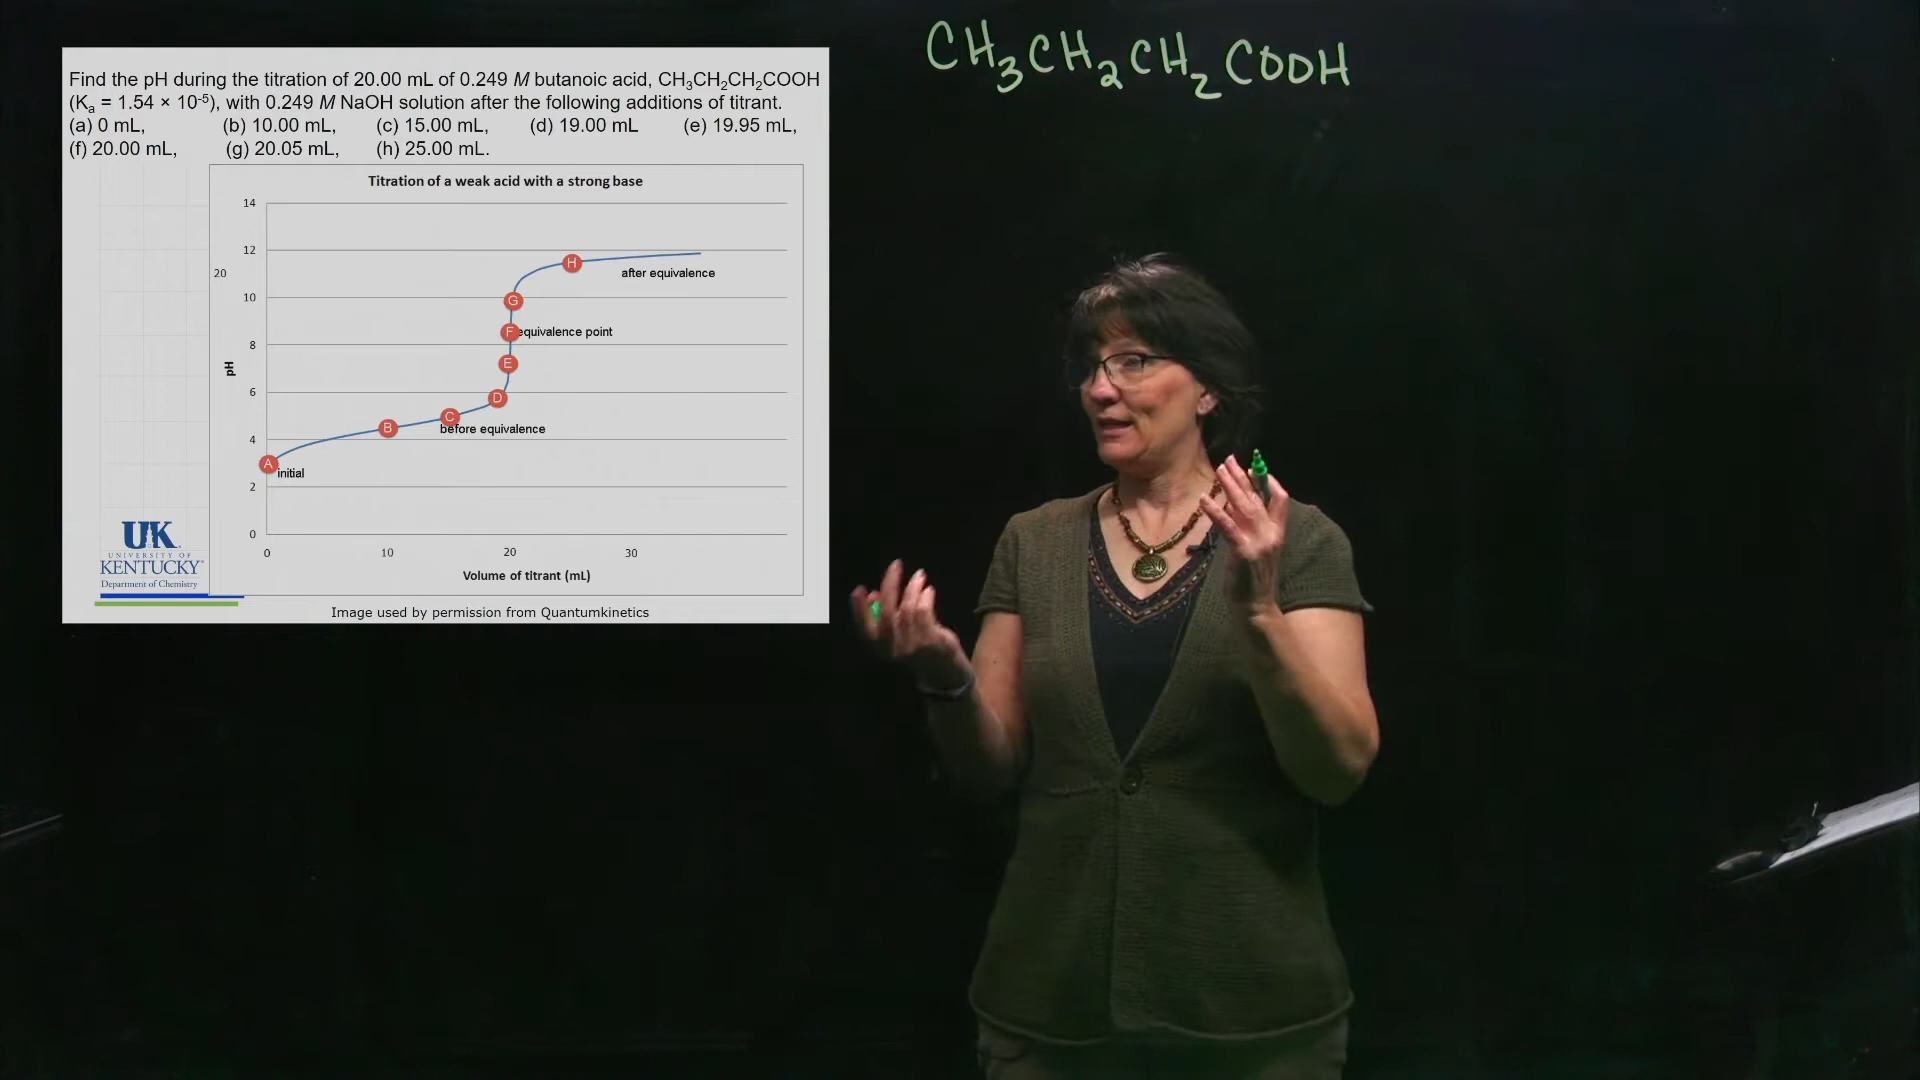 CH₃CH₂CH₂COOH
Find the pH during the titration of 20.00 mL of 0.249 M butanoic acid, CH₃CH₂CH₂COOH
(Kₐ = 1.54 × 10⁻⁵), with 0.249 M NaOH solution after the following additions of titrant.
(a) 0 mL, (b) 10.00 mL, (c) 15.00 mL, (d) 19.00 mL (e) 19.95 mL,
(f) 20.00 mL, (g) 20.05 mL, (h) 25.00 mL.
Titration of a weak acid with a strong base
14
12
20
10
8
6
4
2
0
pH
A
initial
B
C
before equivalence
D
E
F
equivalence point
G
H
after equivalence
0 10 20 30
Volume of titrant (mL)
UK
UNIVERSITY OF
KENTUCKY
Department of Chemistry
Image used by permission from Quantumkinetics